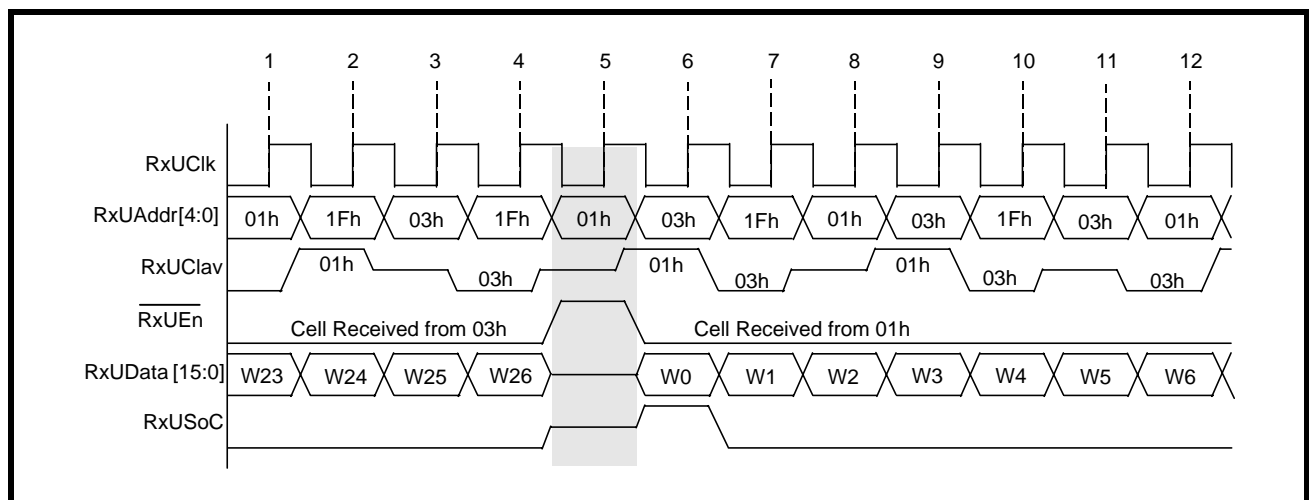 1 2 3 4 5 6 7 8 9 10 11 12
RxUClk
RxUAddr[4:0] 01h 1Fh 03h 1Fh 01h 03h 1Fh 01h 03h 1Fh 03h 01h
RxUClav 01h 03h 01h 03h 01h 03h 03h
RxUEn Cell Received from 03h Cell Received from 01h
RxUData [15:0] W23 W24 W25 W26 W0 W1 W2 W3 W4 W5 W6
RxUSoC